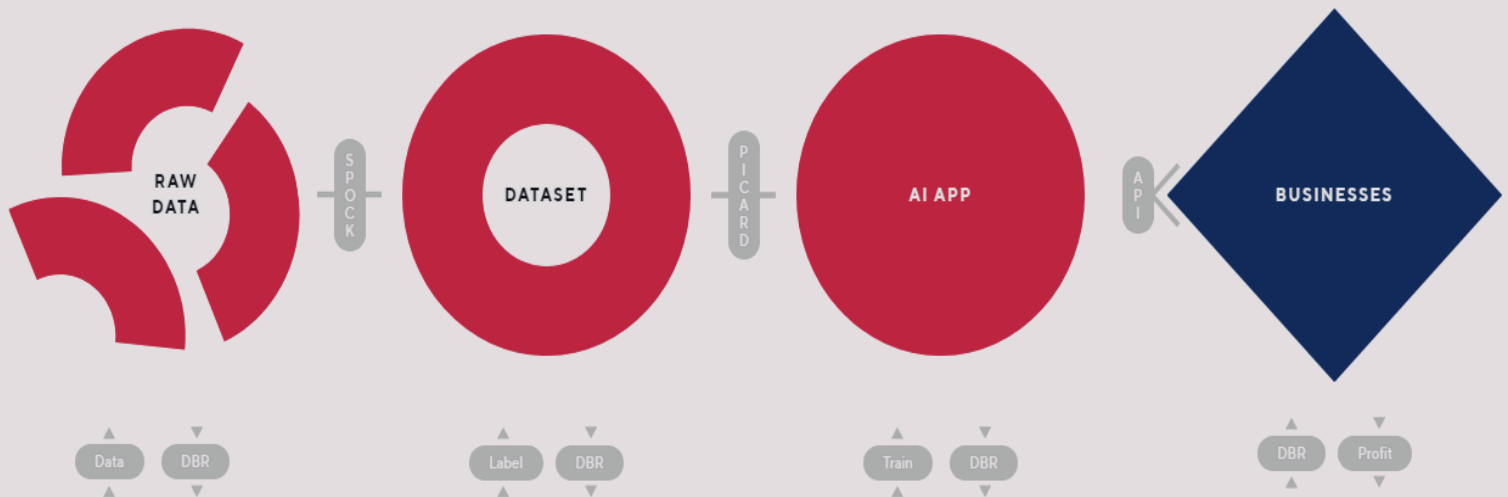 RAW
DATA
SPOCK
DATASET
PICARD
AI APP
API
BUSINESSES
Data
DBR
Label
DBR
Train
DBR
DBR
Profit